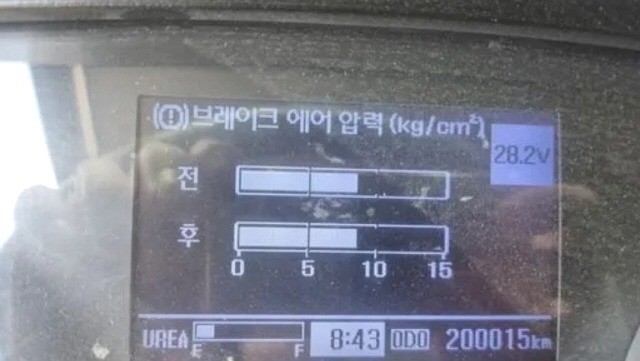 (!)브레이크 에어 압력(kg/cm²)
28.2V
전
후
0 5 10 15
UREA E F 8:43 ODO 200015km